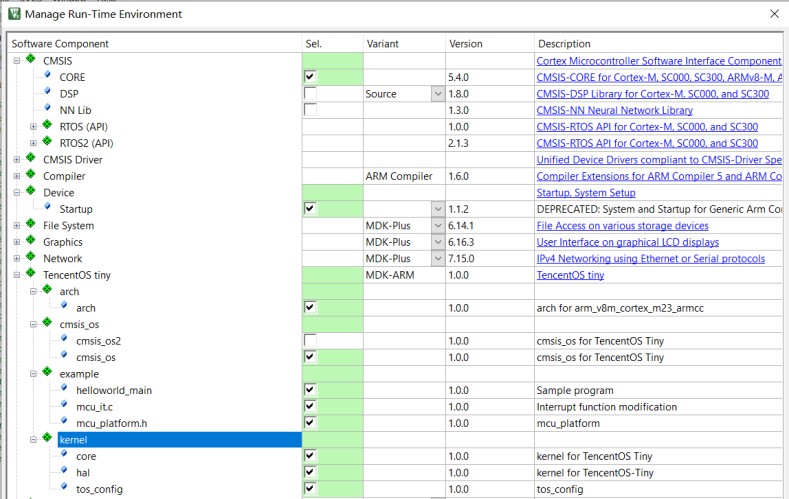 Manage Run-Time Environment
Software Component Sel. Variant Version Description
CMSIS Cortex Microcontroller Software Interface Component
CORE 5.4.0 CMSIS-CORE for Cortex-M, SC000, SC300, ARMv8-M, A
DSP Source 1.8.0 CMSIS-DSP Library for Cortex-M, SC000, and SC300
NN Lib 1.3.0 CMSIS-NN Neural Network Library
RTOS (API) 1.0.0 CMSIS-RTOS API for Cortex-M, SC000, and SC300
RTOS2 (API) 2.1.3 CMSIS-RTOS API for Cortex-M, SC000, and SC300
CMSIS Driver Unified Device Drivers compliant to CMSIS-Driver Spe
Compiler ARM Compiler 1.6.0 Compiler Extensions for ARM Compiler 5 and ARM Co
Device Startup, System Setup
Startup 1.1.2 DEPRECATED: System and Startup for Generic Arm Co
File System MDK-Plus 6.14.1 File Access on various storage devices
Graphics MDK-Plus 6.16.3 User Interface on graphical LCD displays
Network MDK-Plus 7.15.0 IPv4 Networking using Ethernet or Serial protocols
TencentOS tiny MDK-ARM 1.0.0 TencentOS tiny
arch
arch 1.0.0 arch for arm_v8m_cortex_m23_armcc
cmsis_os
cmsis_os2 1.0.0 cmsis_os for TencentOS Tiny
cmsis_os 1.0.0 cmsis_os for TencentOS Tiny
example
helloworld_main 1.0.0 Sample program
mcu_it.c 1.0.0 Interrupt function modification
mcu_platform.h 1.0.0 mcu_platform
kernel
core 1.0.0 kernel for TencentOS Tiny
hal 1.0.0 kernel for TencentOS-Tiny
tos_config 1.0.0 tos_config